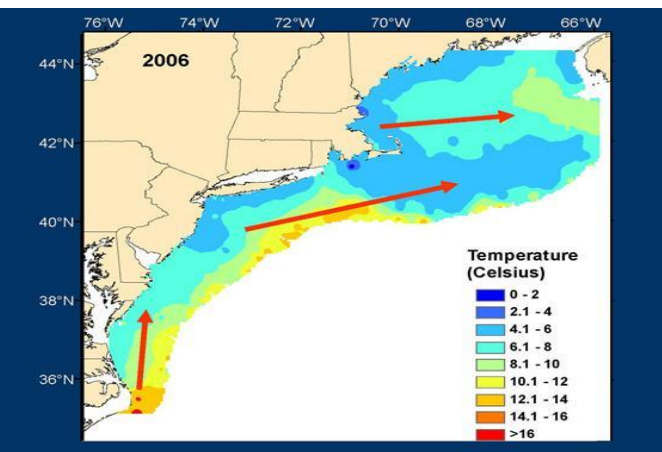 76°W 74°W 72°W 70°W 68°W 66°W
2006
44°N
42°N
40°N
38°N
36°N
Temperature
(Celsius)
0 - 2
2.1 - 4
4.1 - 6
6.1 - 8
8.1 - 10
10.1 - 12
12.1 - 14
14.1 - 16
>16